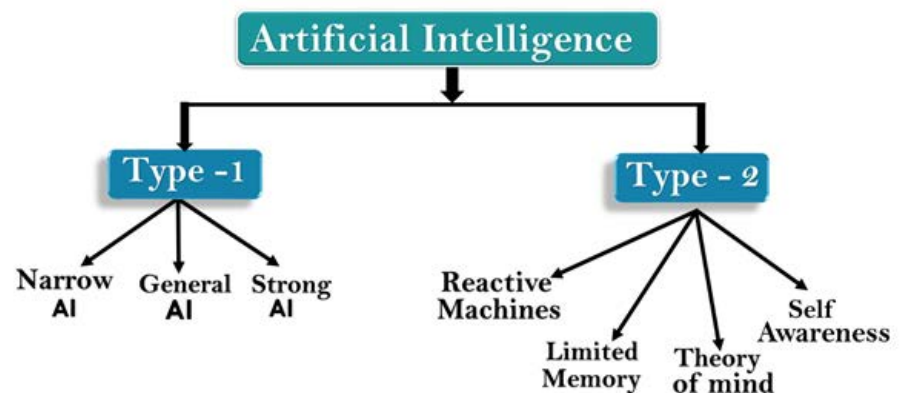 Artificial Intelligence
Type -1
Type - 2
Narrow
AI
General
AI
Strong
AI
Reactive
Machines
Limited
Memory
Theory
of mind
Self
Awareness